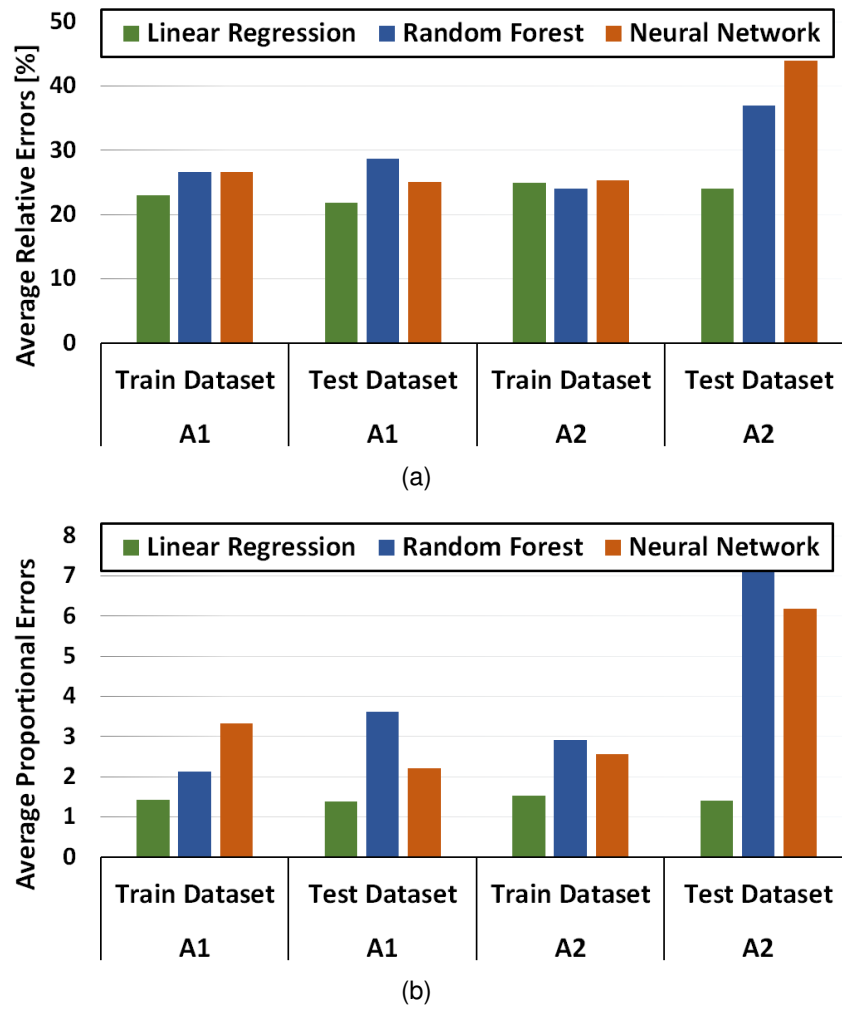 Average Relative Errors [%]
50
40
30
20
10
0
Linear Regression Random Forest Neural Network
Train Dataset Test Dataset Train Dataset Test Dataset
A1 A1 A2 A2
(a)
Average Proportional Errors
8
7
6
5
4
3
2
1
0
Linear Regression Random Forest Neural Network
Train Dataset Test Dataset Train Dataset Test Dataset
A1 A1 A2 A2
(b)